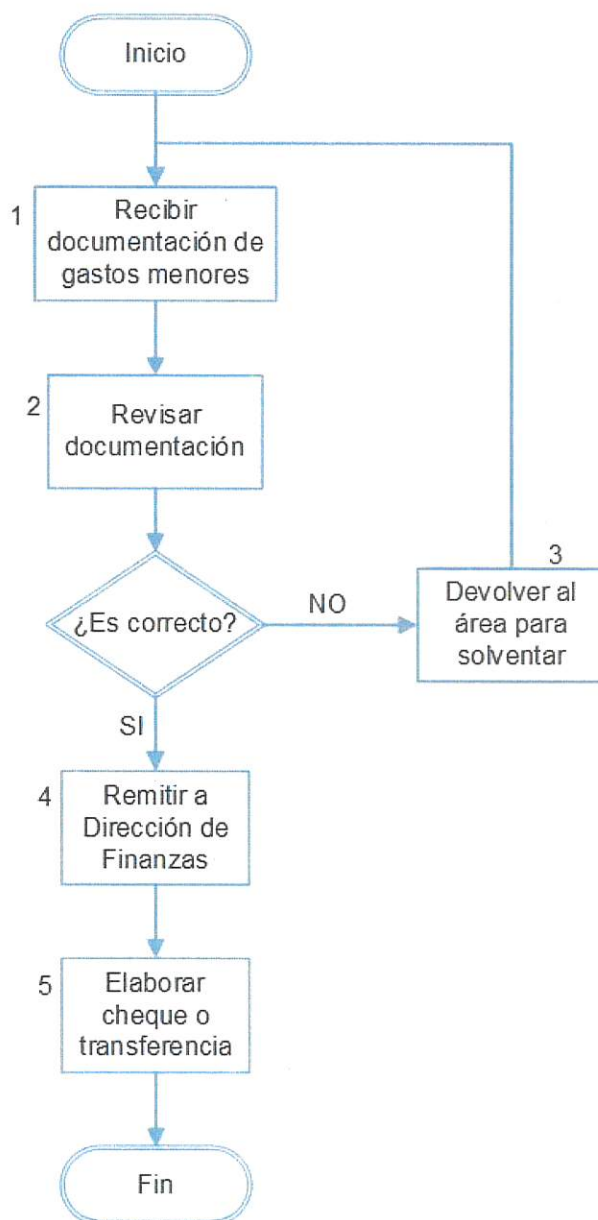 Inicio
1
Recibir
documentación de
gastos menores
2
Revisar
documentación
¿Es correcto?
NO
3
Devolver al
área para
solventar
SI
4
Remitir a
Dirección de
Finanzas
5
Elaborar
cheque o
transferencia
Fin